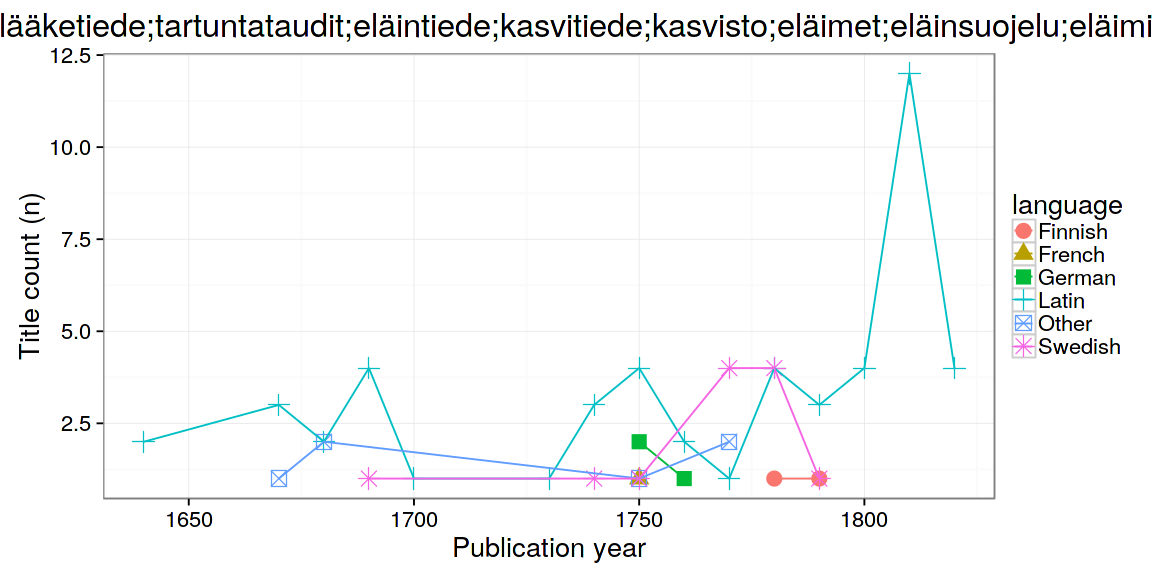 lääketiede;tartuntataudit;eläintiede;kasvitiede;kasvisto;eläimet;eläinsuojelu;eläimi
12.5
10.0
7.5
5.0
2.5
Title count (n)
1650
1700
1750
1800
Publication year
language
Finnish
French
German
Latin
Other
Swedish